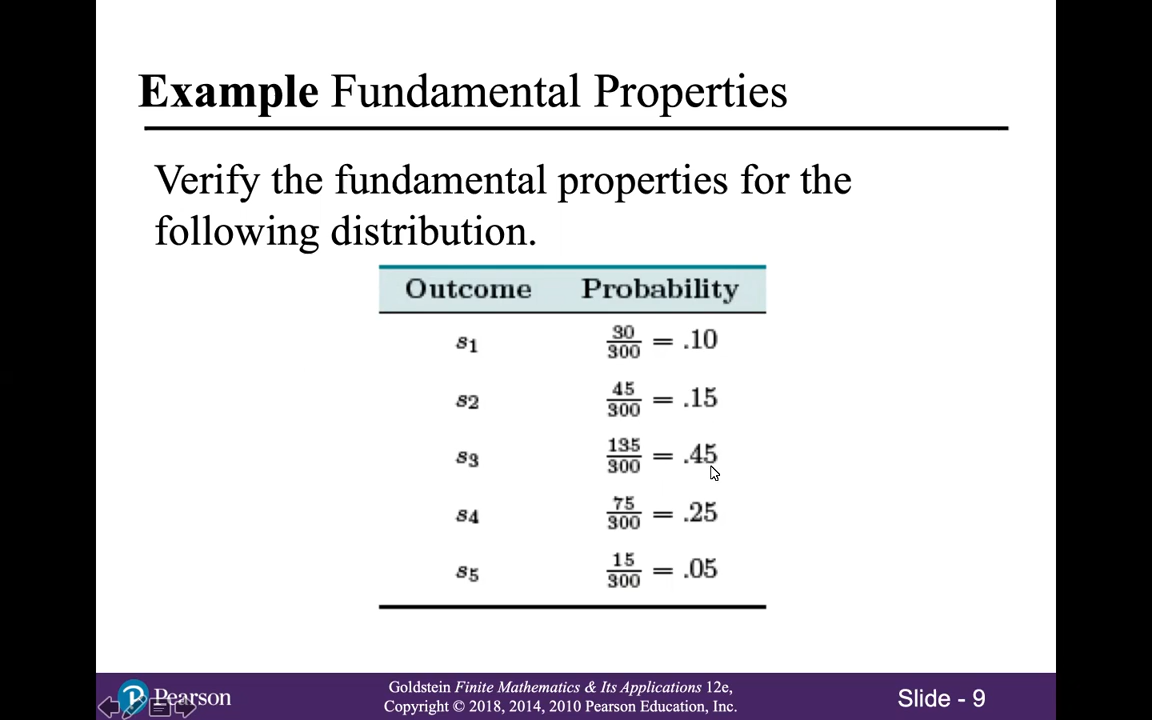 Example Fundamental Properties
Verify the fundamental properties for the
following distribution.
Outcome Probability
s1 30/300 = .10
s2 45/300 = .15
s3 135/300 = .45
s4 75/300 = .25
s5 15/300 = .05
Pearson
Goldstein Finite Mathematics & Its Applications 12e,
Copyright © 2018, 2014, 2010 Pearson Education, Inc.
Slide - 9